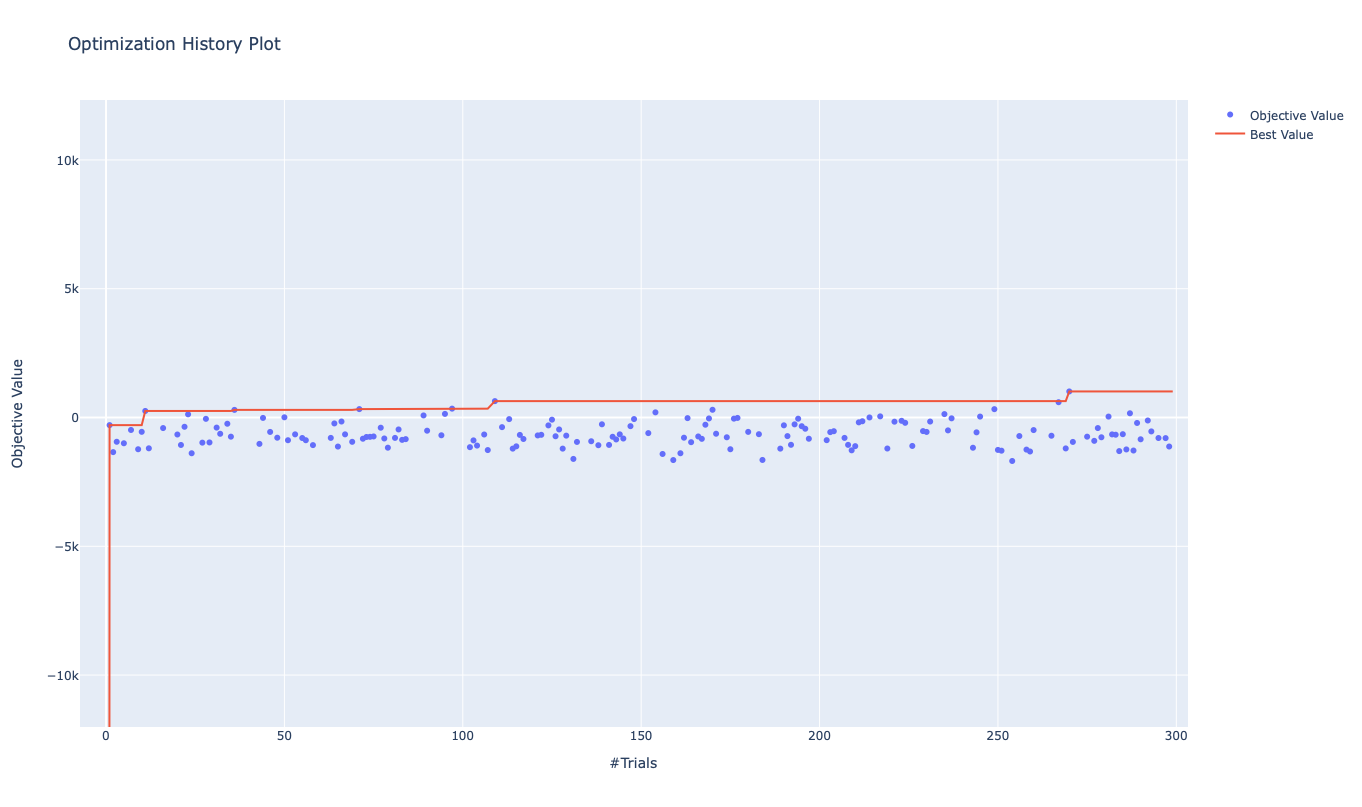 Optimization History Plot
Objective Value
Best Value
10k
5k
0
−5k
−10k
Objective Value
0
50
100
150
200
250
300
#Trials